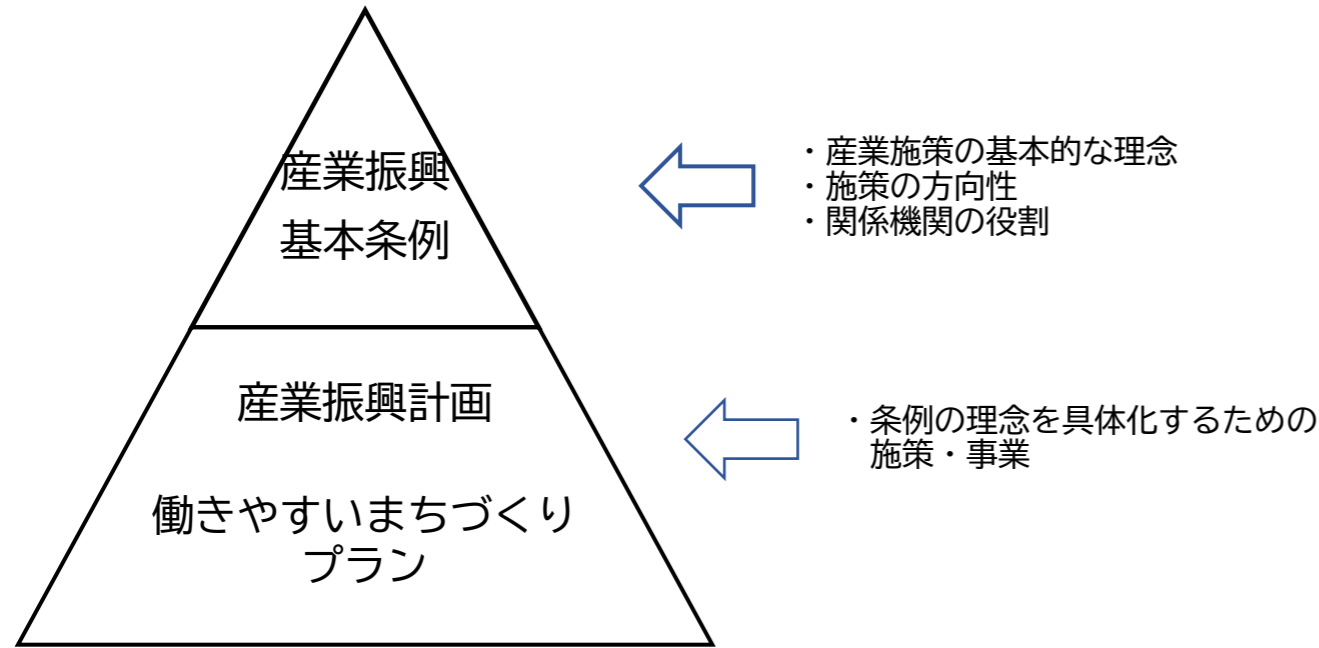 産業振興
基本条例
・産業施策の基本的な理念
・施策の方向性
・関係機関の役割
産業振興計画
働きやすいまちづくり
プラン
・条例の理念を具体化するための
施策・事業